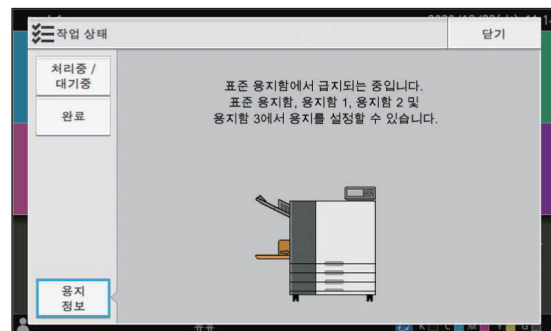 작업 상태
닫기
처리중 /
대기중
완료
표준 용지함에서 급지되는 중입니다.
표준 용지함, 용지함 1, 용지함 2 및
용지함 3에서 용지를 설정할 수 있습니다.
용지
정보
K C M Y G